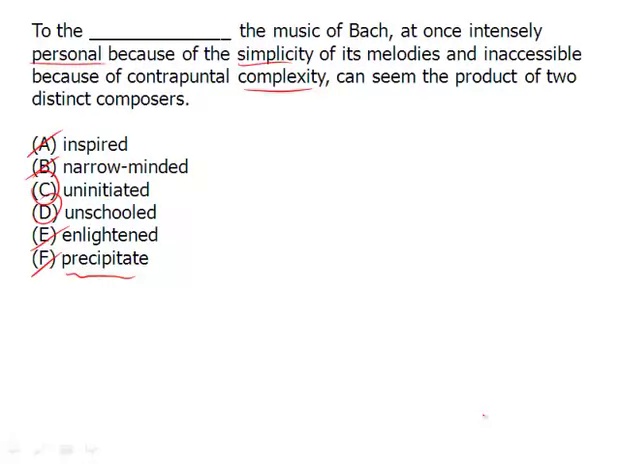 To the _______________ the music of Bach, at once intensely
personal because of the simplicity of its melodies and inaccessible
because of contrapuntal complexity, can seem the product of two
distinct composers.
(A) inspired
(B) narrow-minded
(C) uninitiated
(D) unschooled
(E) enlightened
(F) precipitate